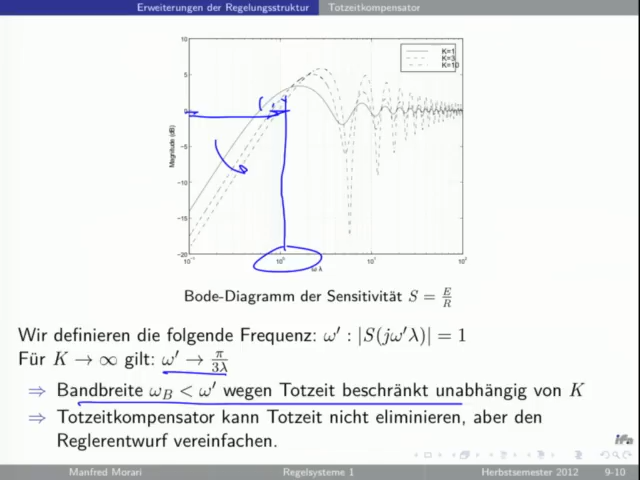 Erweiterungen der Regelungsstruktur Totzeitkompensator
10
K=1
K=3
K=10
5
0
Magnitude (dB)
-5
-10
-15
-20
10⁻¹ 10⁰ 10¹ 10²
ω λ
Bode-Diagramm der Sensitivität S = E/R
Wir definieren die folgende Frequenz: ω′ : |S(jω′λ)| = 1
Für K → ∞ gilt: ω′ → π/3λ
⇒ Bandbreite ω_B < ω′ wegen Totzeit beschränkt unabhängig von K
⇒ Totzeitkompensator kann Totzeit nicht eliminieren, aber den
Reglerentwurf vereinfachen.
ifa
Manfred Morari Regelsysteme 1 Herbstsemester 2012 9-10